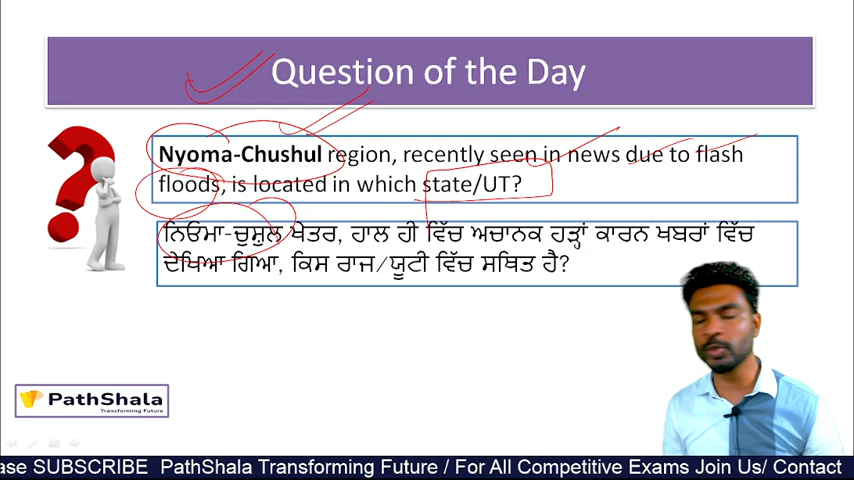 Question of the Day
Nyoma-Chushul region, recently seen in news due to flash
floods, is located in which state/UT?
ਨਿਓਮਾ-ਚੁਸ਼ੁਲ ਖੇਤਰ, ਹਾਲ ਹੀ ਵਿੱਚ ਅਚਾਨਕ ਹੜ੍ਹਾਂ ਕਾਰਨ ਖਬਰਾਂ ਵਿੱਚ
ਦੇਖਿਆ ਗਿਆ, ਕਿਸ ਰਾਜ/ਯੂਟੀ ਵਿੱਚ ਸਥਿਤ ਹੈ?
PathShala
Transforming Future
ase SUBSCRIBE PathShala Transforming Future / For All Competitive Exams Join Us/ Contact